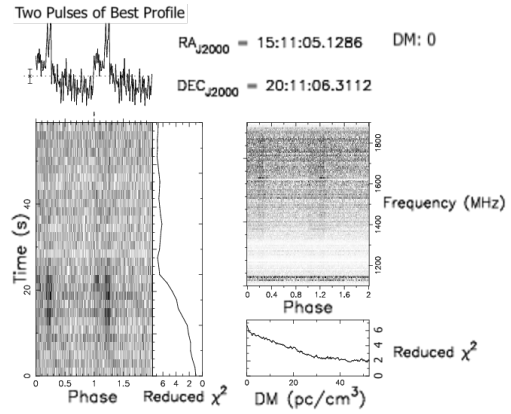 Two Pulses of Best Profile
RA_J2000 = 15:11:05.1286 DM: 0
DEC_J2000 = 20:11:06.3112
Time (s)
0 20 40
0 0.5 1 1.5
Phase
6 4 2 0
Reduced χ²
1200 1400 1600 1800
Frequency (MHz)
0 0.4 0.8 1.2 1.6 2
Phase
0 2 4 6
Reduced χ²
0 20 40
DM (pc/cm³)